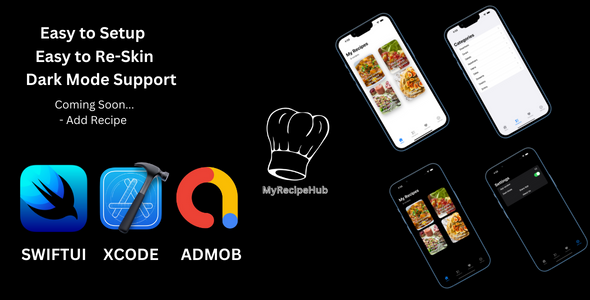 Easy to Setup
Easy to Re-Skin
Dark Mode Support
Coming Soon...
- Add Recipe
SWIFTUI
XCODE
ADMOB
MyRecipeHub
My Recipes
Categories
My Recipes
Settings